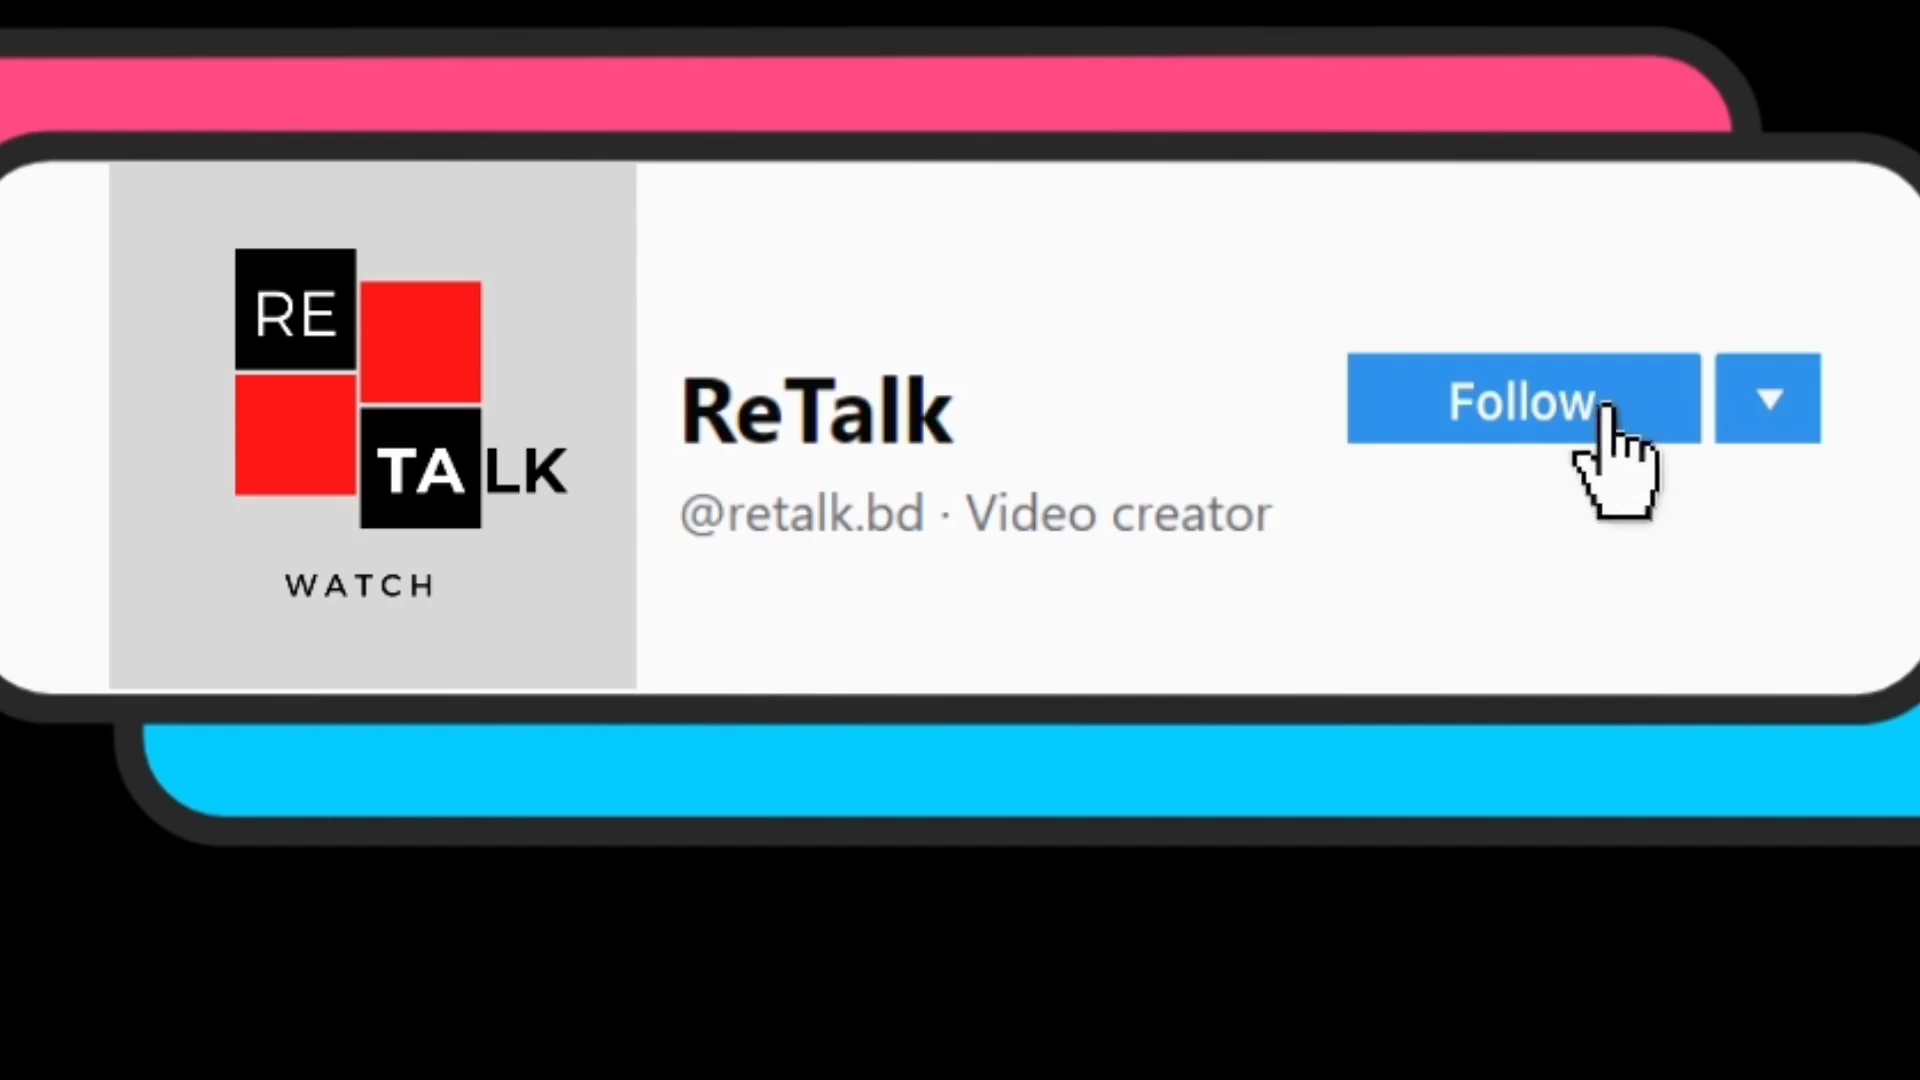 RE
TALK
WATCH
ReTalk
@retalk.bd · Video creator
Follow